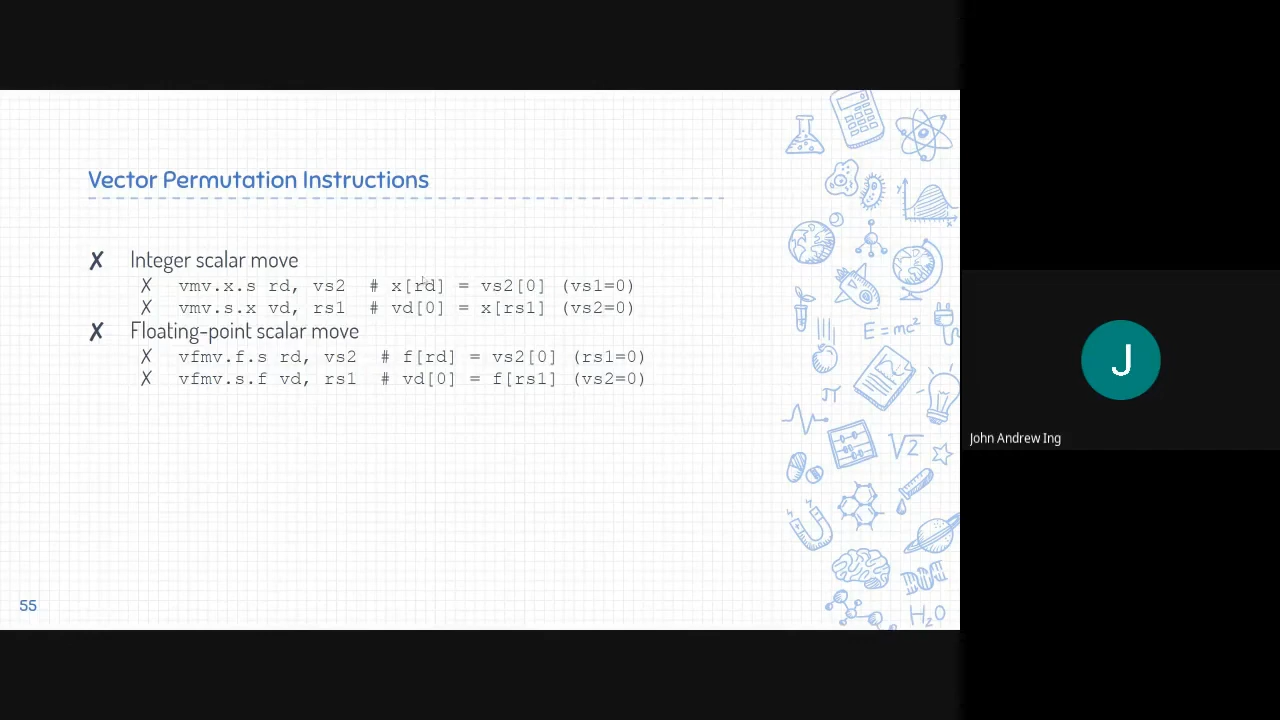 Vector Permutation Instructions
✗ Integer scalar move
✗ vmv.x.s rd, vs2 # x[rd] = vs2[0] (vs1=0)
✗ vmv.s.x vd, rs1 # vd[0] = x[rs1] (vs2=0)
✗ Floating-point scalar move
✗ vfmv.f.s rd, vs2 # f[rd] = vs2[0] (rs1=0)
✗ vfmv.s.f vd, rs1 # vd[0] = f[rs1] (vs2=0)
55
y
x
E=mc²
π
√2
H₂O
J
John Andrew Ing